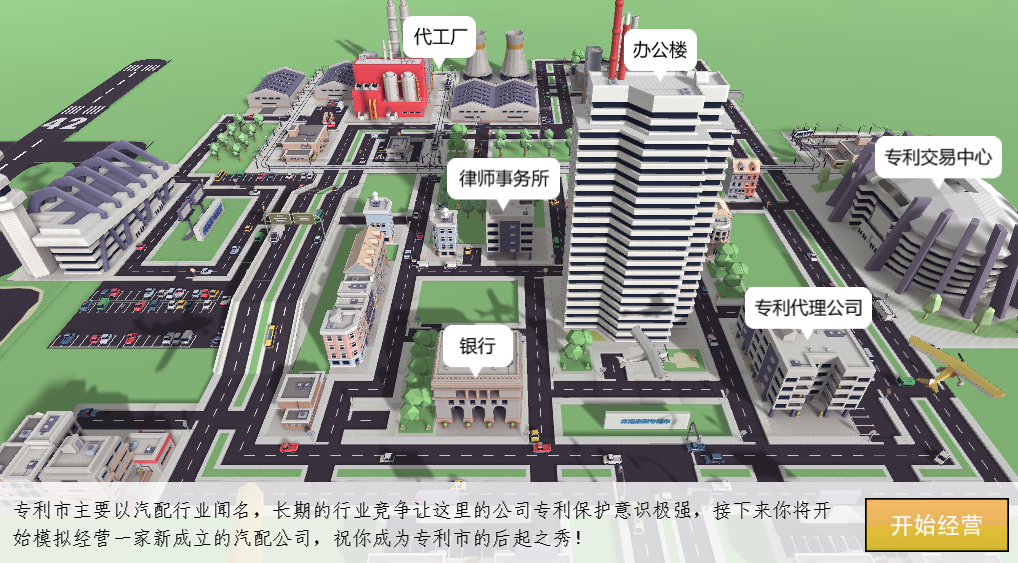 代工厂
办公楼
专利交易中心
律师事务所
专利代理公司
银行
42
专利市主要以汽配行业闻名，长期的行业竞争让这里的公司专利保护意识极强，接下来你将开
始模拟经营一家新成立的汽配公司，祝你成为专利市的后起之秀！
开始经营